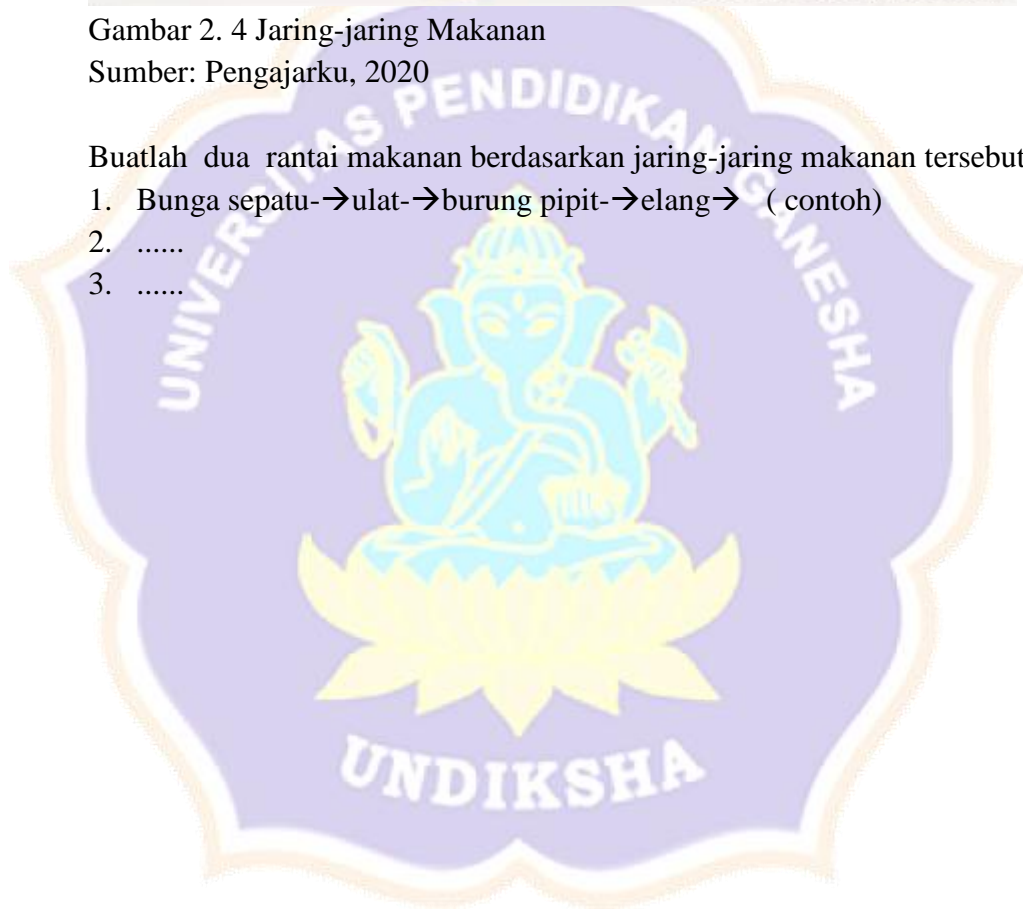 Gambar 2. 4 Jaring-jaring Makanan
Sumber: Pengajarku, 2020
UNIVERSITAS PENDIDIKAN GANESHA
Buatlah dua rantai makanan berdasarkan jaring-jaring makanan tersebut
1. Bunga sepatu-→ulat-→burung pipit-→elang→ ( contoh)
2. ......
3. ......
UNDIKSHA